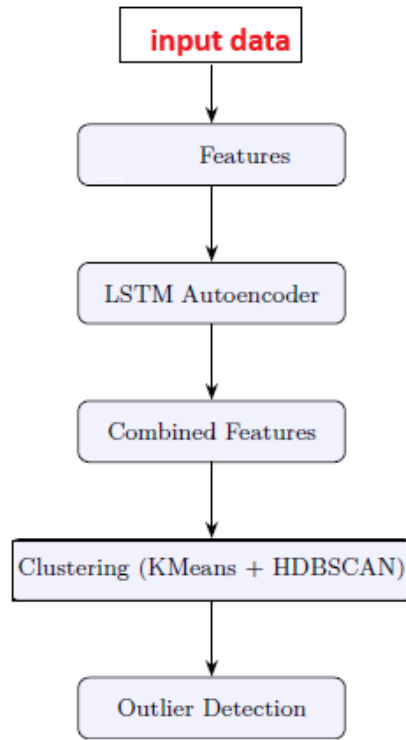 input data
Features
LSTM Autoencoder
Combined Features
Clustering (KMeans + HDBSCAN)
Outlier Detection